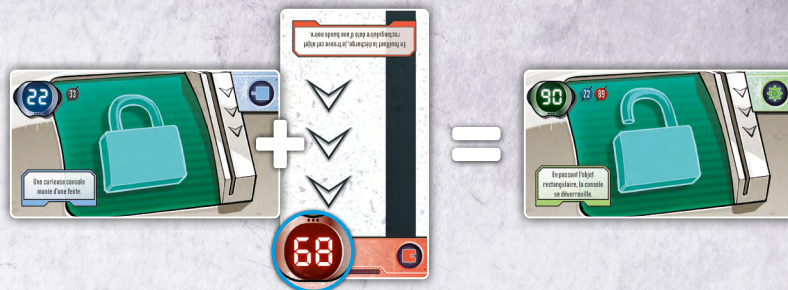 22
33
Une curieuse console
munie d'une fente.
+
En fouillant la décharge, je trouve cet objet
rectangulaire doté d'une bande noire.
68
=
90
22 89
En passant l'objet
rectangulaire, la console
se déverrouille.